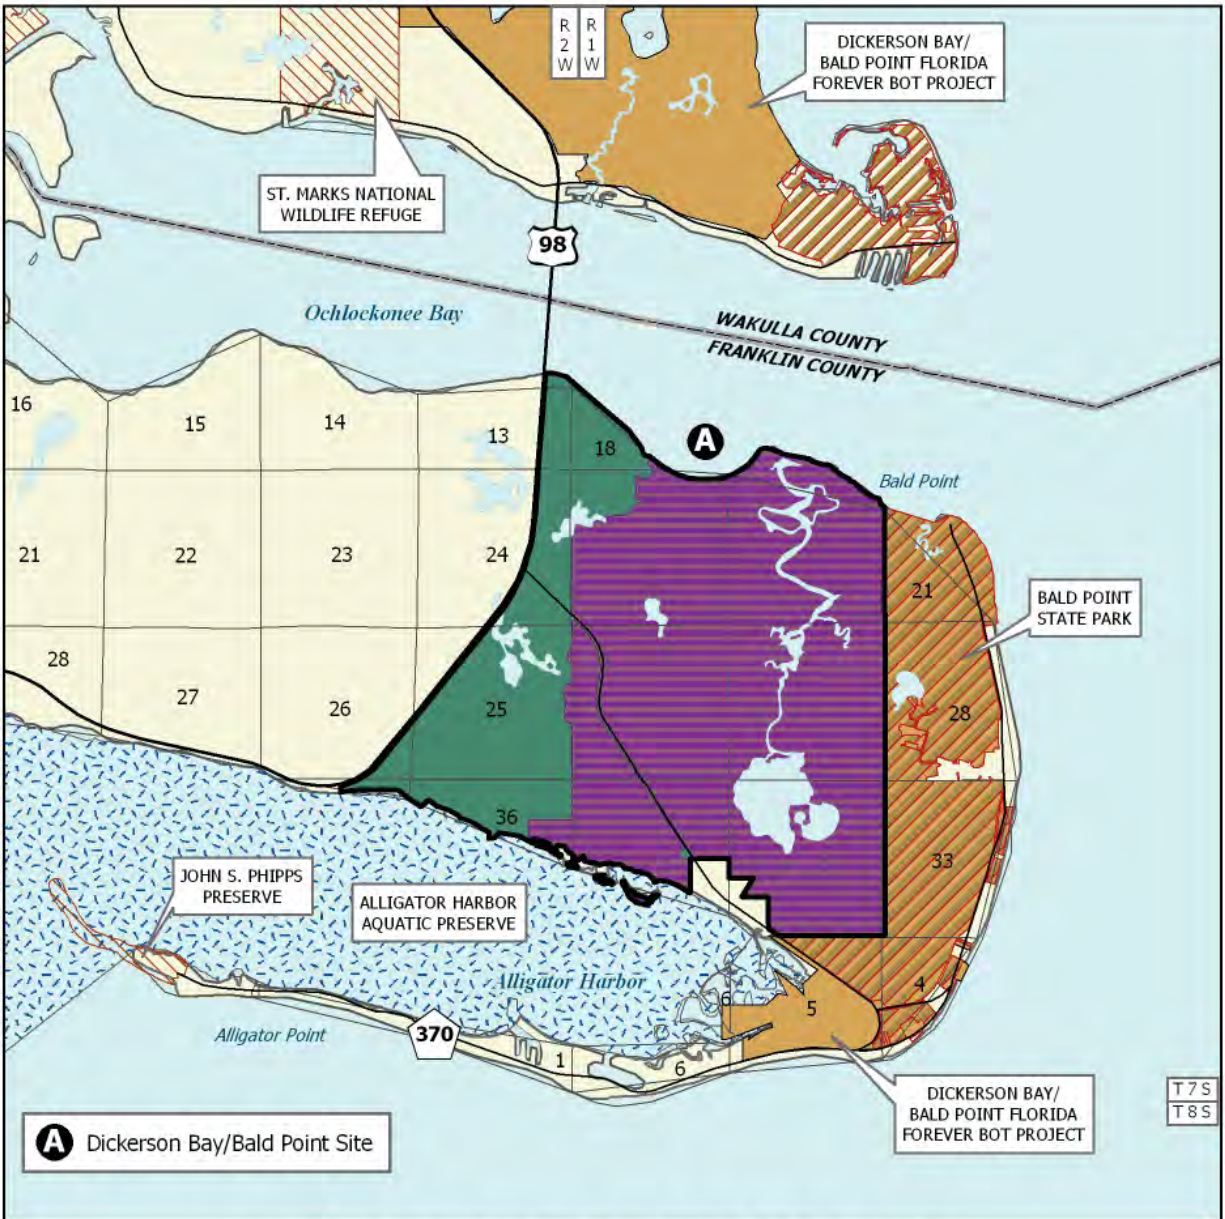 R
2
W
R
1
W
DICKERSON BAY/
BALD POINT FLORIDA
FOREVER BOT PROJECT
ST. MARKS NATIONAL
WILDLIFE REFUGE
98
Ochlockonee Bay
WAKULLA COUNTY
FRANKLIN COUNTY
16
15
14
13
18
A
Bald Point
21
22
23
24
21
BALD POINT
STATE PARK
28
27
26
25
28
36
33
JOHN S. PHIPPS
PRESERVE
ALLIGATOR HARBOR
AQUATIC PRESERVE
Alligator Harbor
6
5
4
Alligator Point
370
1
6
DICKERSON BAY/
BALD POINT FLORIDA
FOREVER BOT PROJECT
T 7 S
T 8 S
A Dickerson Bay/Bald Point Site